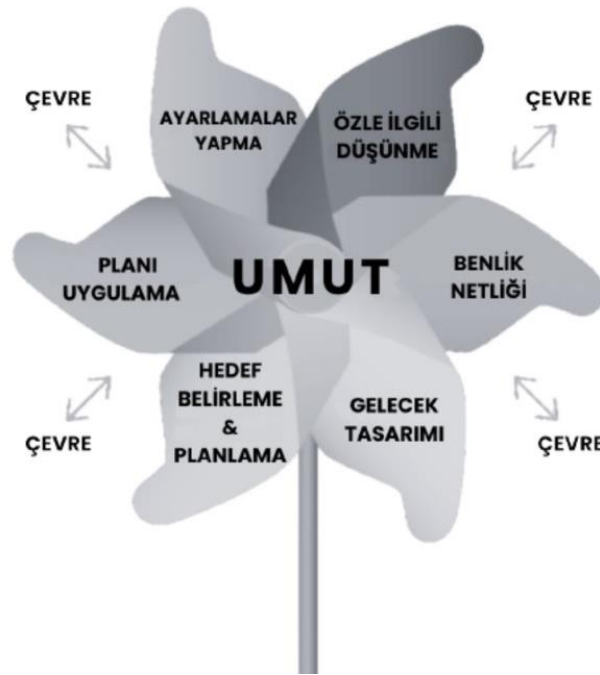 ÇEVRE
ÇEVRE
AYARLAMALAR
YAPMA
ÖZLE İLGİLİ
DÜŞÜNME
PLANI
UYGULAMA
UMUT
BENLİK
NETLİĞİ
HEDEF
BELİRLEME
&
PLANLAMA
GELECEK
TASARIMI
ÇEVRE
ÇEVRE